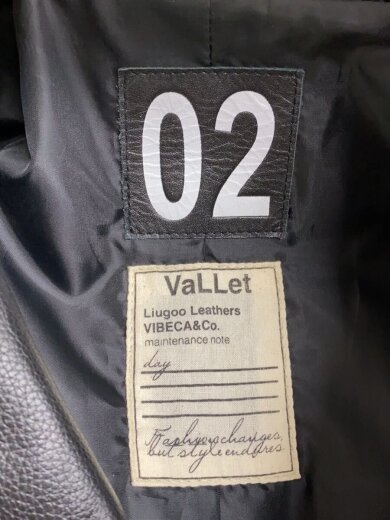 02
VaLLet
Liugoo Leathers
VIBECA&Co.
maintenance note
day
Fashion changes,
but style endures